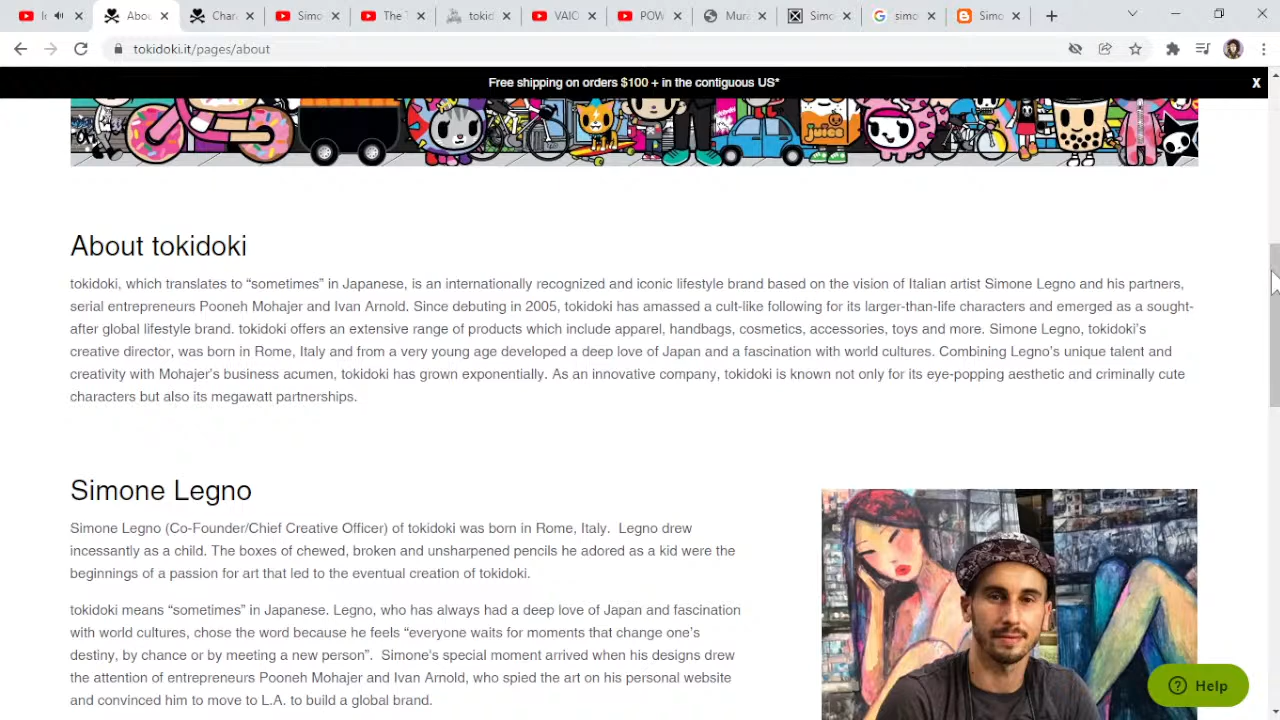 In
Abou
Char
Simo
The T
tokid
VAIO
POW
Mura
Simo
simo
Simo
tokidoki.it/pages/about
Free shipping on orders $100 + in the contiguous US*
X
juice
About tokidoki
tokidoki, which translates to “sometimes” in Japanese, is an internationally recognized and iconic lifestyle brand based on the vision of Italian artist Simone Legno and his partners,
serial entrepreneurs Pooneh Mohajer and Ivan Arnold. Since debuting in 2005, tokidoki has amassed a cult-like following for its larger-than-life characters and emerged as a sought-
after global lifestyle brand. tokidoki offers an extensive range of products which include apparel, handbags, cosmetics, accessories, toys and more. Simone Legno, tokidoki’s
creative director, was born in Rome, Italy and from a very young age developed a deep love of Japan and a fascination with world cultures. Combining Legno’s unique talent and
creativity with Mohajer’s business acumen, tokidoki has grown exponentially. As an innovative company, tokidoki is known not only for its eye-popping aesthetic and criminally cute
characters but also its megawatt partnerships.
Simone Legno
Simone Legno (Co-Founder/Chief Creative Officer) of tokidoki was born in Rome, Italy.  Legno drew
incessantly as a child. The boxes of chewed, broken and unsharpened pencils he adored as a kid were the
beginnings of a passion for art that led to the eventual creation of tokidoki.
tokidoki means “sometimes” in Japanese. Legno, who has always had a deep love of Japan and fascination
with world cultures, chose the word because he feels “everyone waits for moments that change one’s
destiny, by chance or by meeting a new person”.  Simone's special moment arrived when his designs drew
the attention of entrepreneurs Pooneh Mohajer and Ivan Arnold, who spied the art on his personal website
and convinced him to move to L.A. to build a global brand.
Help